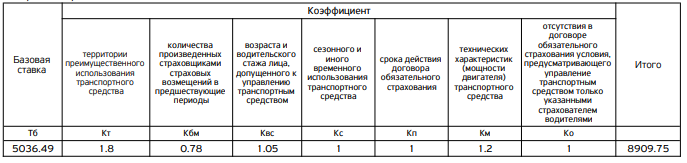 Коэффициент
Базовая
ставка
территории
преимущественного
использования
транспортного
средства
количества
произведенных
страховщиками
страховых
возмещений в
предшествующие
периоды
возраста и
водительского
стажа лица,
допущенного к
управлению
транспортным
средством
сезонного и
иного
временного
использования
транспортного
средства
срока действия
договора
обязательного
страхования
технических
характеристик
(мощности
двигателя)
транспортного
средства
отсутствия в
договоре
обязательного
страхования условия,
предусматривающего
управление
транспортным
средством только
указанными
страхователем
водителями
Итого
Тб Кт Кбм Квс Кс Кп Км Ко
5036.49 1.8 0.78 1.05 1 1 1.2 1 8909.75